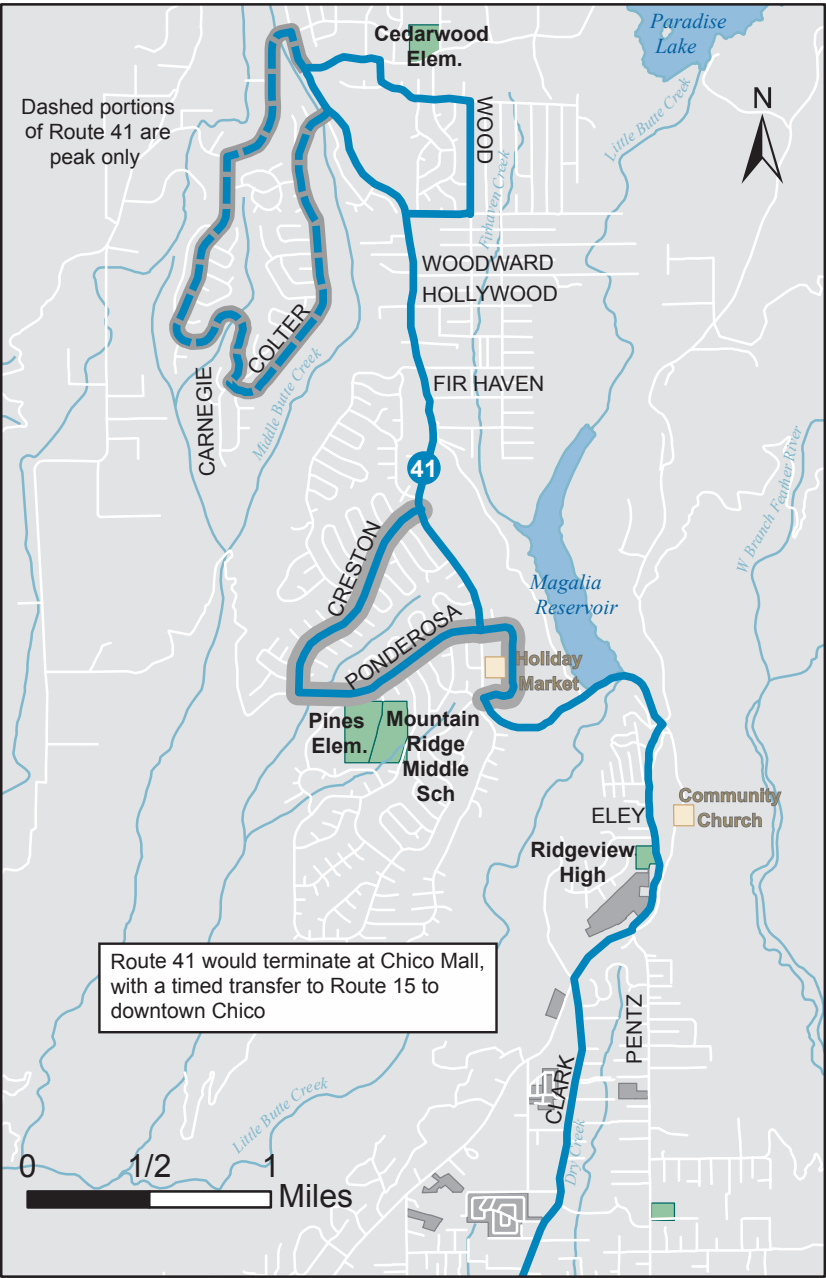 Paradise
Lake
Cedarwood
Elem.
N
Dashed portions
of Route 41 are
peak only
WOOD
Little Butte Creek
Firhaven Creek
WOODWARD
HOLLYWOOD
COLTER
CARNEGIE
Middle Butte Creek
FIR HAVEN
41
W Branch Feather River
CRESTON
Magalia
Reservoir
PONDEROSA
Holiday
Market
Pines
Elem.
Mountain
Ridge
Middle
Sch
Community
Church
ELEY
Ridgeview
High
Route 41 would terminate at Chico Mall,
with a timed transfer to Route 15 to
downtown Chico
PENTZ
CLARK
Little Butte Creek
Dry Creek
0 1/2 1
Miles